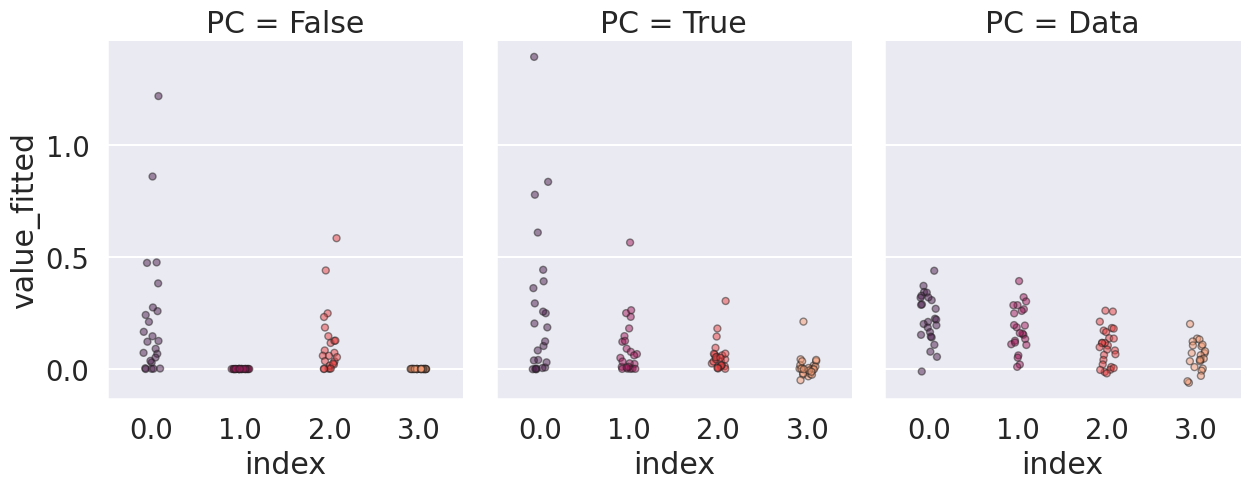 PC = False PC = True PC = Data
value_fitted
1.0
0.5
0.0
0.0 1.0 2.0 3.0 0.0 1.0 2.0 3.0 0.0 1.0 2.0 3.0
index index index